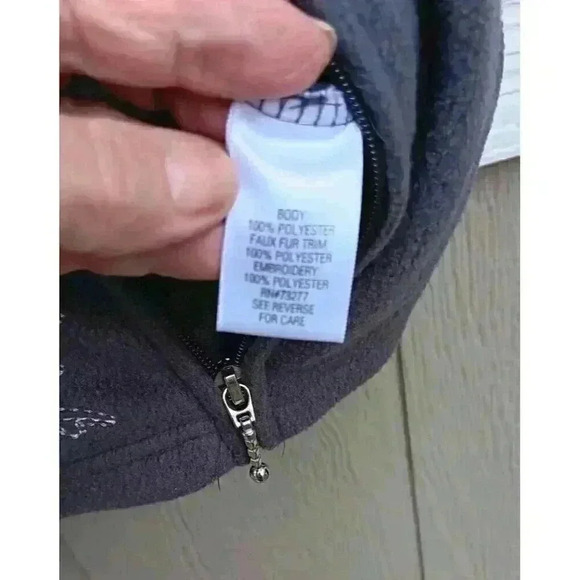 BODY
100% POLYESTER
FAUX FUR TRIM
100% POLYESTER
EMBROIDERY
100% POLYESTER
RN#73277
SEE REVERSE
FOR CARE